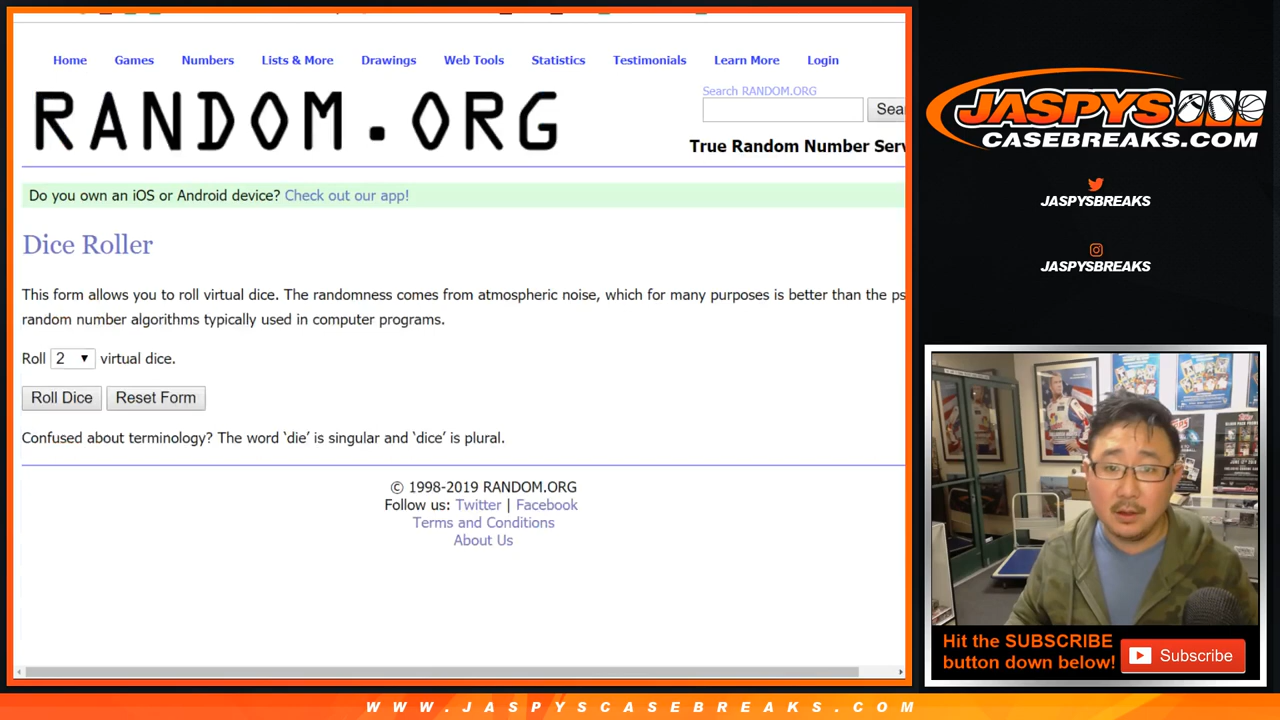 Home Games Numbers Lists & More Drawings Web Tools Statistics Testimonials Learn More Login
Search RANDOM.ORG
RANDOM.ORG
Sear
True Random Number Serv
Do you own an iOS or Android device? Check out our app!
Dice Roller
This form allows you to roll virtual dice. The randomness comes from atmospheric noise, which for many purposes is better than the ps
random number algorithms typically used in computer programs.
Roll 2 virtual dice.
Roll Dice Reset Form
Confused about terminology? The word ‘die’ is singular and ‘dice’ is plural.
© 1998-2019 RANDOM.ORG
Follow us: Twitter | Facebook
Terms and Conditions
About Us
JASPYS
CASEBREAKS.COM
JASPYSBREAKS
JASPYSBREAKS
Hit the SUBSCRIBE
button down below!
Subscribe
WWW.JASPYSCASEBREAKS.COM